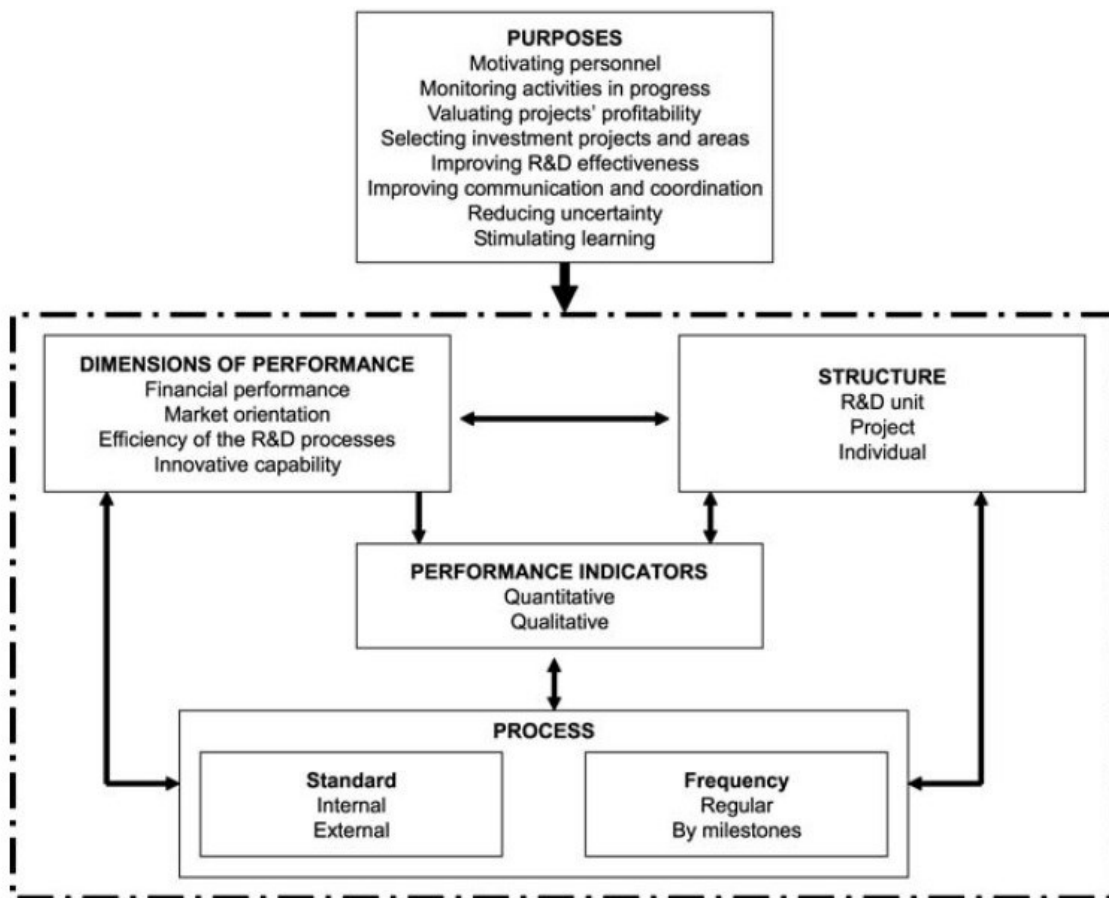 PURPOSES
Motivating personnel
Monitoring activities in progress
Valuating projects' profitability
Selecting investment projects and areas
Improving R&D effectiveness
Improving communication and coordination
Reducing uncertainty
Stimulating learning
DIMENSIONS OF PERFORMANCE
Financial performance
Market orientation
Efficiency of the R&D processes
Innovative capability
STRUCTURE
R&D unit
Project
Individual
PERFORMANCE INDICATORS
Quantitative
Qualitative
PROCESS
Standard
Internal
External
Frequency
Regular
By milestones